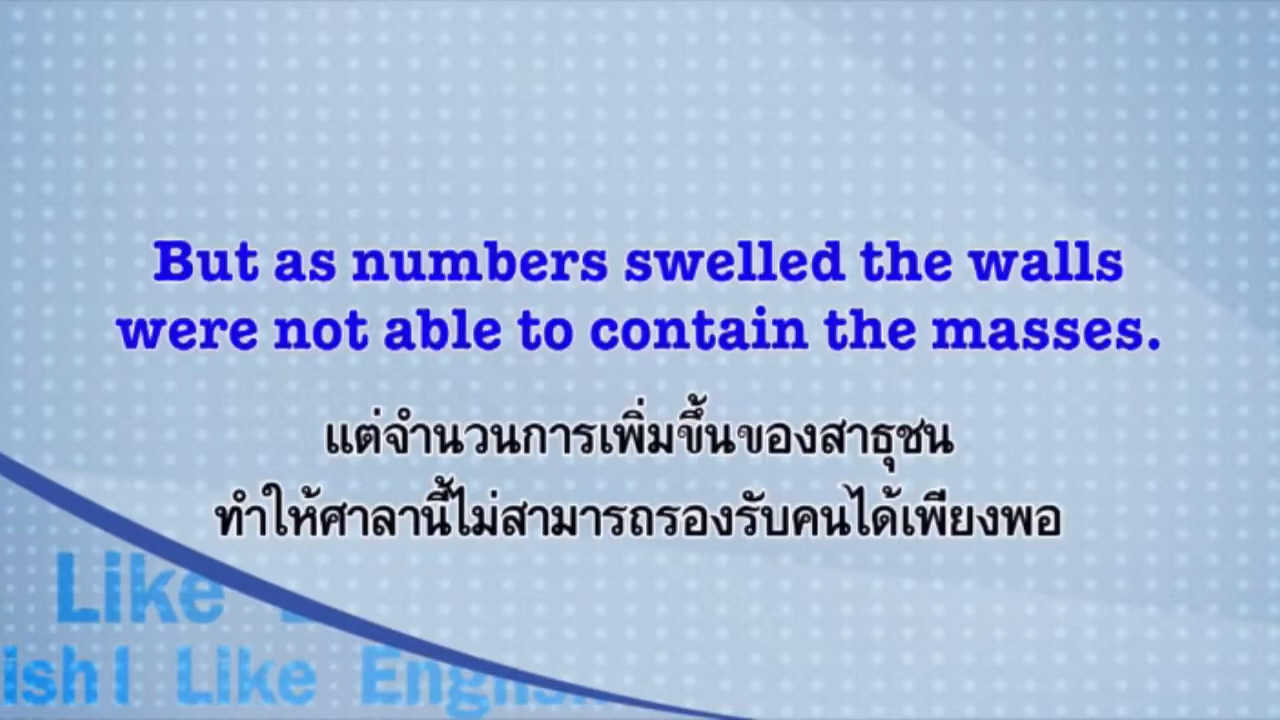 But as numbers swelled the walls
were not able to contain the masses.
แต่จำนวนการเพิ่มขึ้นของสาธุชน
ทำให้ศาลานี้ไม่สามารถรองรับคนได้เพียงพอ
Like
ish! Like English